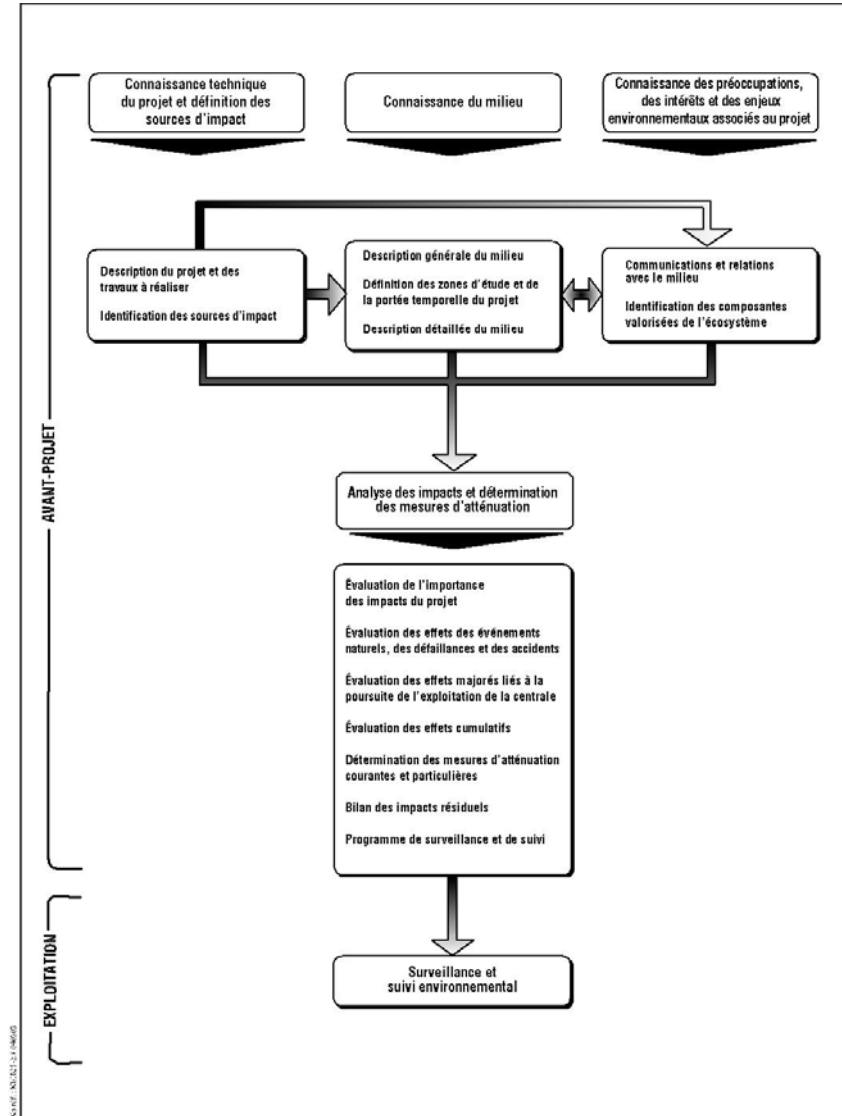 Connaissance technique
du projet et définition des
sources d'impact
Connaissance du milieu
Connaissance des préoccupations,
des intérêts et des enjeux
environnementaux associés au projet
Description du projet et des
travaux à réaliser
Identification des sources d'impact
Description générale du milieu
Définition des zones d'étude et de
la portée temporelle du projet
Description détaillée du milieu
Communications et relations
avec le milieu
Identification des composantes
valorisées de l'écosystème
AVANT-PROJET
Analyse des impacts et détermination
des mesures d'atténuation
Évaluation de l'importance
des impacts du projet
Évaluation des effets des événements
naturels, des défaillances et des accidents
Évaluation des effets majorés liés à la
poursuite de l'exploitation de la centrale
Évaluation des effets cumulatifs
Détermination des mesures d'atténuation
courantes et particulières
Bilan des impacts résiduels
Programme de surveillance et de suivi
EXPLOITATION
Surveillance et
suivi environnemental